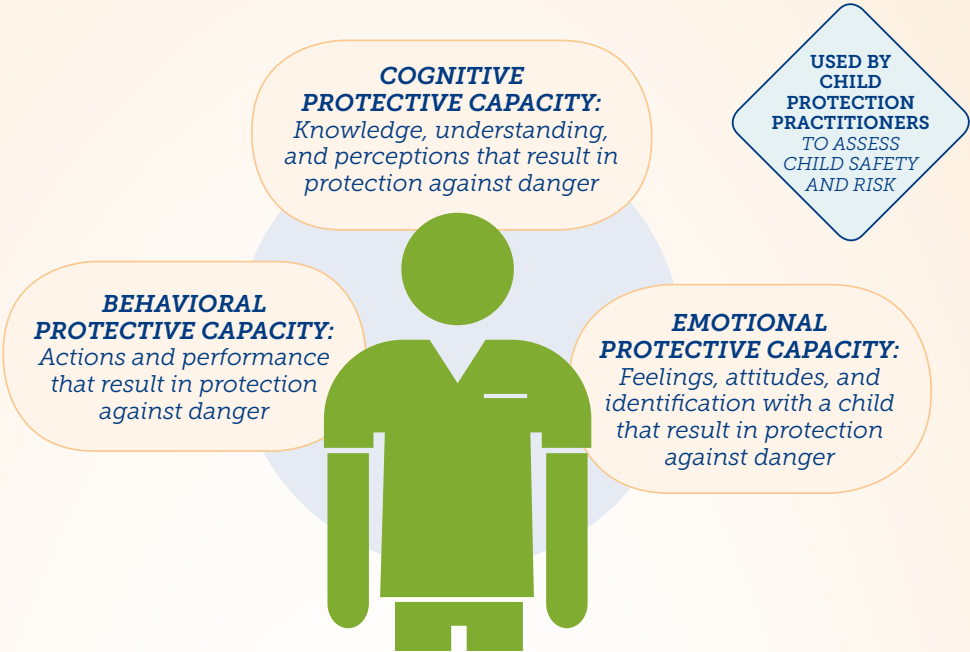 COGNITIVE
PROTECTIVE CAPACITY:
Knowledge, understanding,
and perceptions that result in
protection against danger
USED BY
CHILD
PROTECTION
PRACTITIONERS
TO ASSESS
CHILD SAFETY
AND RISK
BEHAVIORAL
PROTECTIVE CAPACITY:
Actions and performance
that result in protection
against danger
EMOTIONAL
PROTECTIVE CAPACITY:
Feelings, attitudes, and
identification with a child
that result in protection
against danger